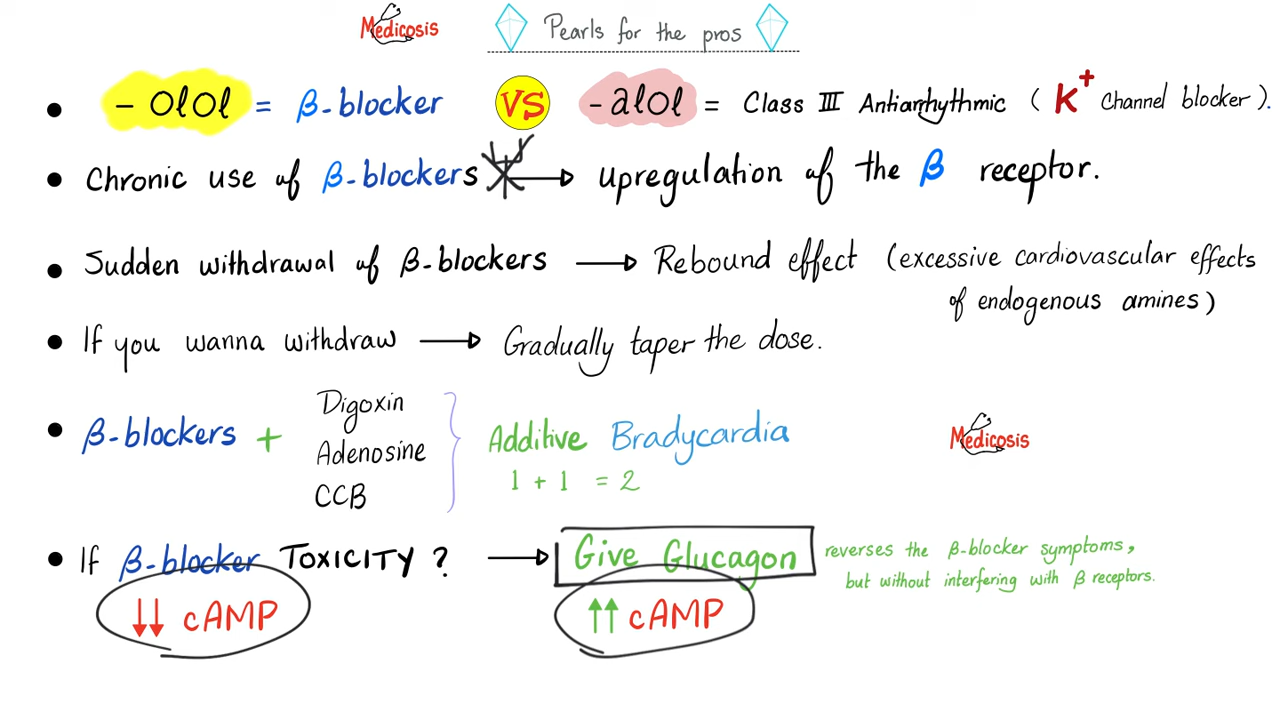 Medicosis
Pearls for the pros
• -olol = β-blocker VS -alol = Class III Antiarrhythmic (K+ Channel blocker).
• Chronic use of β-blockers → upregulation of the β receptor.
• Sudden withdrawal of β-blockers → Rebound effect (excessive cardiovascular effects
of endogenous amines)
• If you wanna withdraw → Gradually taper the dose.
Digoxin
• β-blockers + Adenosine } Additive Bradycardia
CCB
1 + 1 = 2
Medicosis
• If β-blocker TOXICITY? → Give Glucagon reverses the β-blocker symptoms,
but without interfering with β receptors.
↓↓ cAMP ↑↑ cAMP